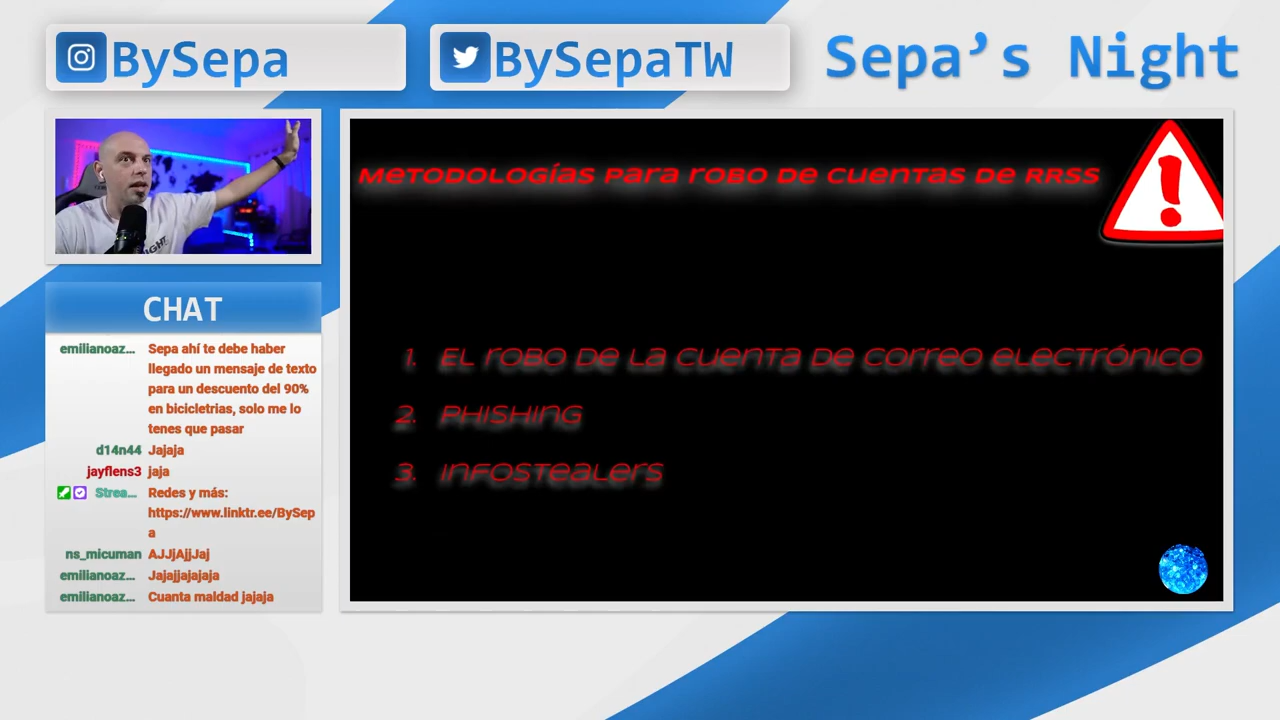 BySepa
BySepaTW
Sepa’s Night
Metodologías para robo de cuentas de RRSS
1. El robo de la cuenta de correo electrónico
2. Phishing
3. Infostealers
CHAT
emilianoaz... Sepa ahí te debe haber
llegado un mensaje de texto
para un descuento del 90%
en bicicletrias, solo me lo
tenes que pasar
d14n44 Jajaja
jayflens3 jaja
Strea... Redes y más:
https://www.linktr.ee/BySep
a
ns_micuman AJJjAjjJaj
emilianoaz... Jajajjajajaja
emilianoaz... Cuanta maldad jajaja